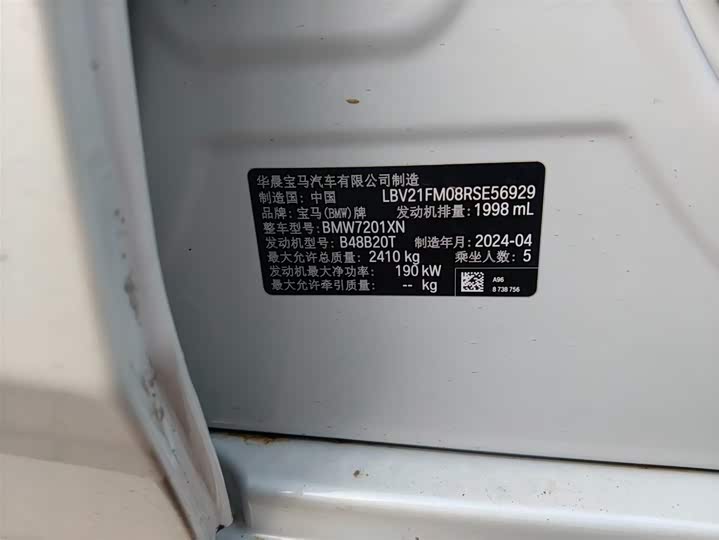 华晨宝马汽车有限公司制造
制造国: 中国 LBV21FM08RSE56929
品牌: 宝马(BMW)牌 发动机排量: 1998 mL
整车型号: BMW7201XN
发动机型号: B48B20T 制造年月: 2024-04
最大允许总质量: 2410 kg 乘坐人数: 5
发动机最大净功率: 190 kW
最大允许牵引质量: -- kg
A96
8 738 756